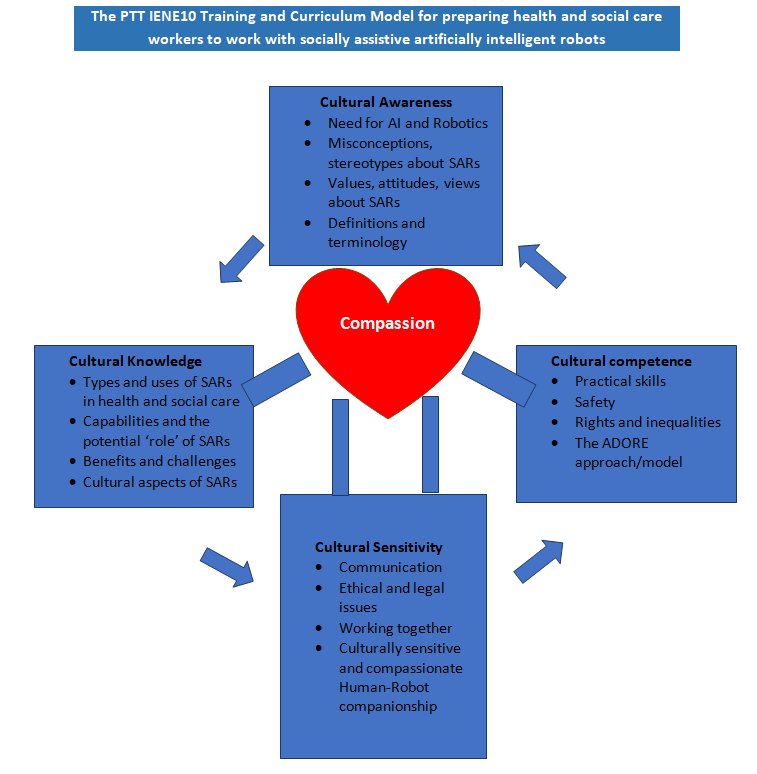 The PTT IENE10 Training and Curriculum Model for preparing health and social care
workers to work with socially assistive artificially intelligent robots
Cultural Awareness
• Need for AI and Robotics
• Misconceptions,
stereotypes about SARs
• Values, attitudes, views
about SARs
• Definitions and
terminology
Compassion
Cultural Knowledge
• Types and uses of SARs
in health and social care
• Capabilities and the
potential ‘role’ of SARs
• Benefits and challenges
• Cultural aspects of SARs
Cultural competence
• Practical skills
• Safety
• Rights and inequalities
• The ADORE
approach/model
Cultural Sensitivity
• Communication
• Ethical and legal
issues
• Working together
• Culturally sensitive
and compassionate
Human-Robot
companionship